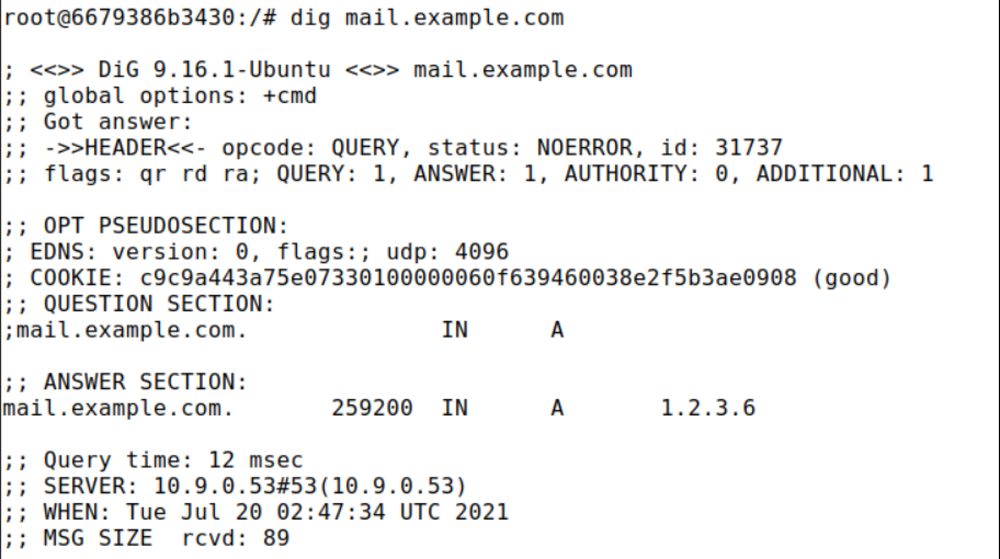 root@6679386b3430:/# dig mail.example.com
; <<>> DiG 9.16.1-Ubuntu <<>> mail.example.com
;; global options: +cmd
;; Got answer:
;; ->>HEADER<<- opcode: QUERY, status: NOERROR, id: 31737
;; flags: qr rd ra; QUERY: 1, ANSWER: 1, AUTHORITY: 0, ADDITIONAL: 1
;; OPT PSEUDOSECTION:
; EDNS: version: 0, flags:; udp: 4096
; COOKIE: c9c9a443a75e07330100000060f639460038e2f5b3ae0908 (good)
;; QUESTION SECTION:
;mail.example.com. IN A
;; ANSWER SECTION:
mail.example.com. 259200 IN A 1.2.3.6
;; Query time: 12 msec
;; SERVER: 10.9.0.53#53(10.9.0.53)
;; WHEN: Tue Jul 20 02:47:34 UTC 2021
;; MSG SIZE rcvd: 89